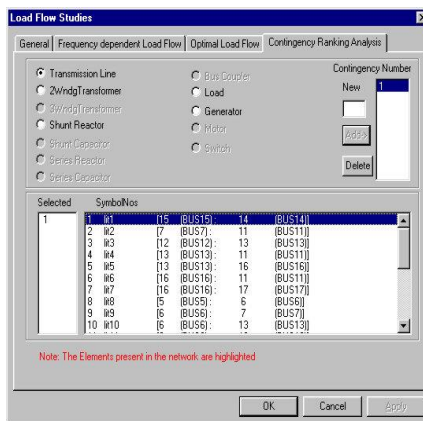 Load Flow Studies
General Frequency dependent Load Flow Optimal Load Flow Contingency Ranking Analysis
Transmission Line
2WndgTransformer
3WndgTransformer
Shunt Reactor
Shunt Capacitor
Series Reactor
Series Capacitor
Bus Coupler
Load
Generator
Motor
Switch
Contingency Number
New 1
Add->
Delete
Selected SymbolNos
1
1 lit1 [15 (BUS15) : 14 (BUS14)]
2 lit2 [7 (BUS7) : 11 (BUS11)]
3 lit3 [12 (BUS12) : 13 (BUS13)]
4 lit4 [13 (BUS13) : 11 (BUS11)]
5 lit5 [13 (BUS13) : 16 (BUS16)]
6 lit6 [16 (BUS16) : 11 (BUS11)]
7 lit7 [16 (BUS16) : 17 (BUS17)]
8 lit8 [5 (BUS5) : 6 (BUS6)]
9 lit9 [6 (BUS6) : 7 (BUS7)]
10 lit10 [6 (BUS6) : 13 (BUS13)]
Note: The Elements present in the network are highlighted
OK Cancel Apply